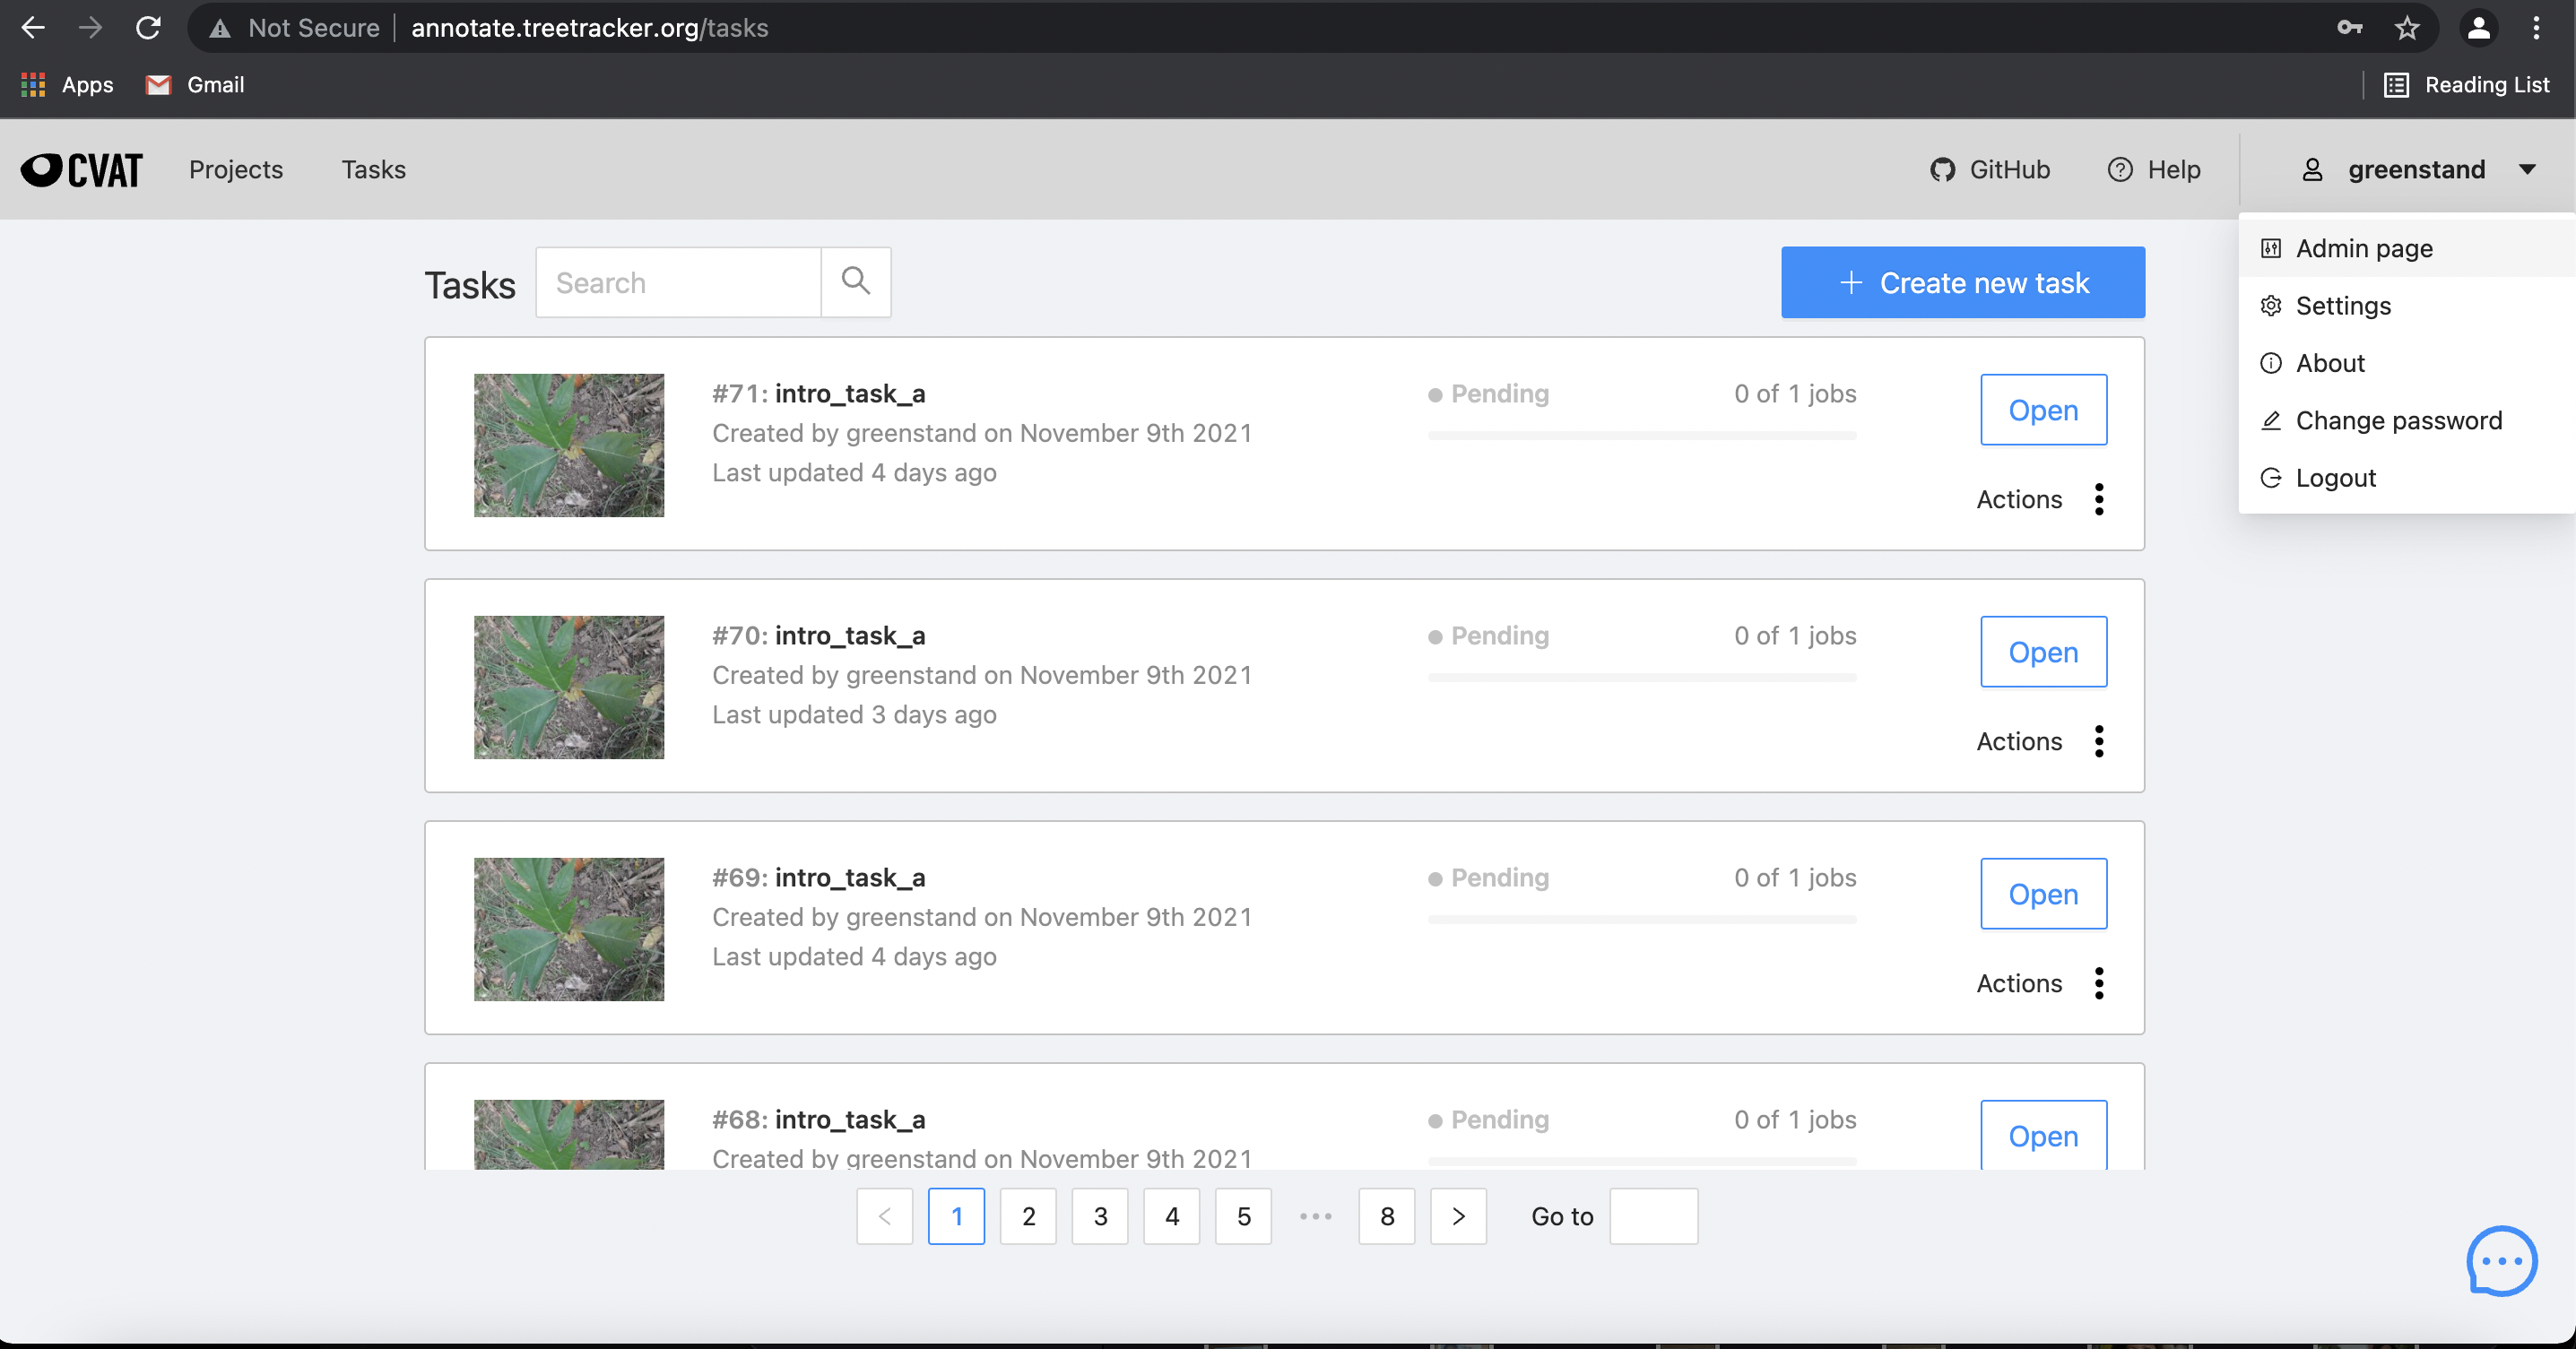 Not Secure annotate.treetracker.org/tasks
Apps Gmail Reading List
CVAT Projects Tasks GitHub Help greenstand
Admin page
Settings
About
Change password
Logout
Tasks Search + Create new task
#71: intro_task_a Pending 0 of 1 jobs Open
Created by greenstand on November 9th 2021
Last updated 4 days ago
Actions
#70: intro_task_a Pending 0 of 1 jobs Open
Created by greenstand on November 9th 2021
Last updated 3 days ago
Actions
#69: intro_task_a Pending 0 of 1 jobs Open
Created by greenstand on November 9th 2021
Last updated 4 days ago
Actions
#68: intro_task_a Pending 0 of 1 jobs Open
Created by greenstand on November 9th 2021
< 1 2 3 4 5 ••• 8 > Go to